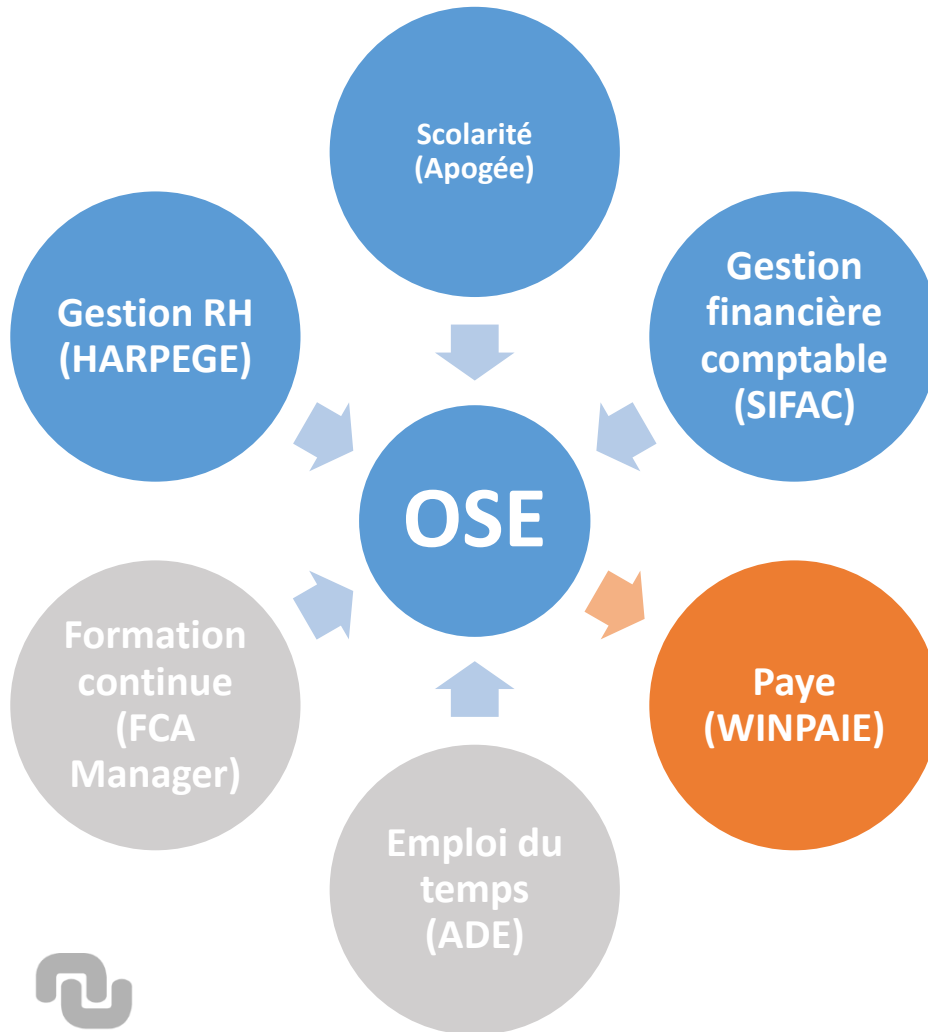 Scolarité
(Apogée)
Gestion RH
(HARPEGE)
Gestion
financière
comptable
(SIFAC)
OSE
Formation
continue
(FCA
Manager)
Paye
(WINPAIE)
Emploi du
temps
(ADE)